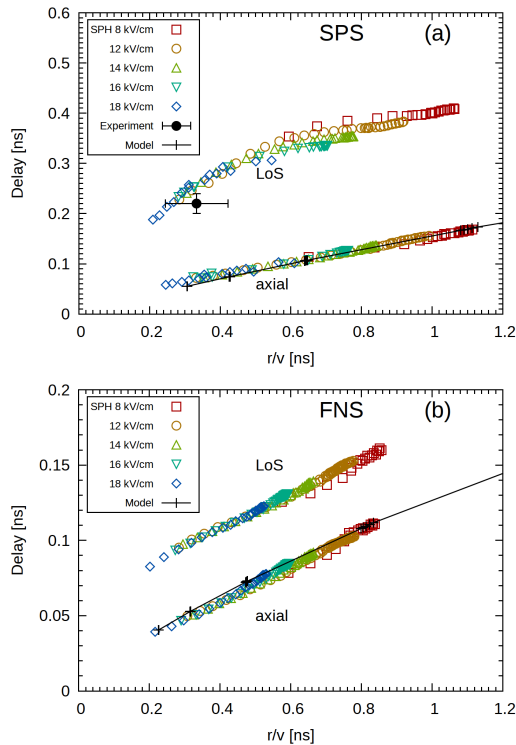 0.6
0.5
0.4
0.3
0.2
0.1
0
Delay [ns]
SPS (a)
SPH 8 kV/cm
12 kV/cm
14 kV/cm
16 kV/cm
18 kV/cm
Experiment
Model
LoS
axial
0 0.2 0.4 0.6 0.8 1 1.2
r/v [ns]
0.2
0.15
0.1
0.05
0
Delay [ns]
FNS (b)
SPH 8 kV/cm
12 kV/cm
14 kV/cm
16 kV/cm
18 kV/cm
Model
LoS
axial
0 0.2 0.4 0.6 0.8 1 1.2
r/v [ns]